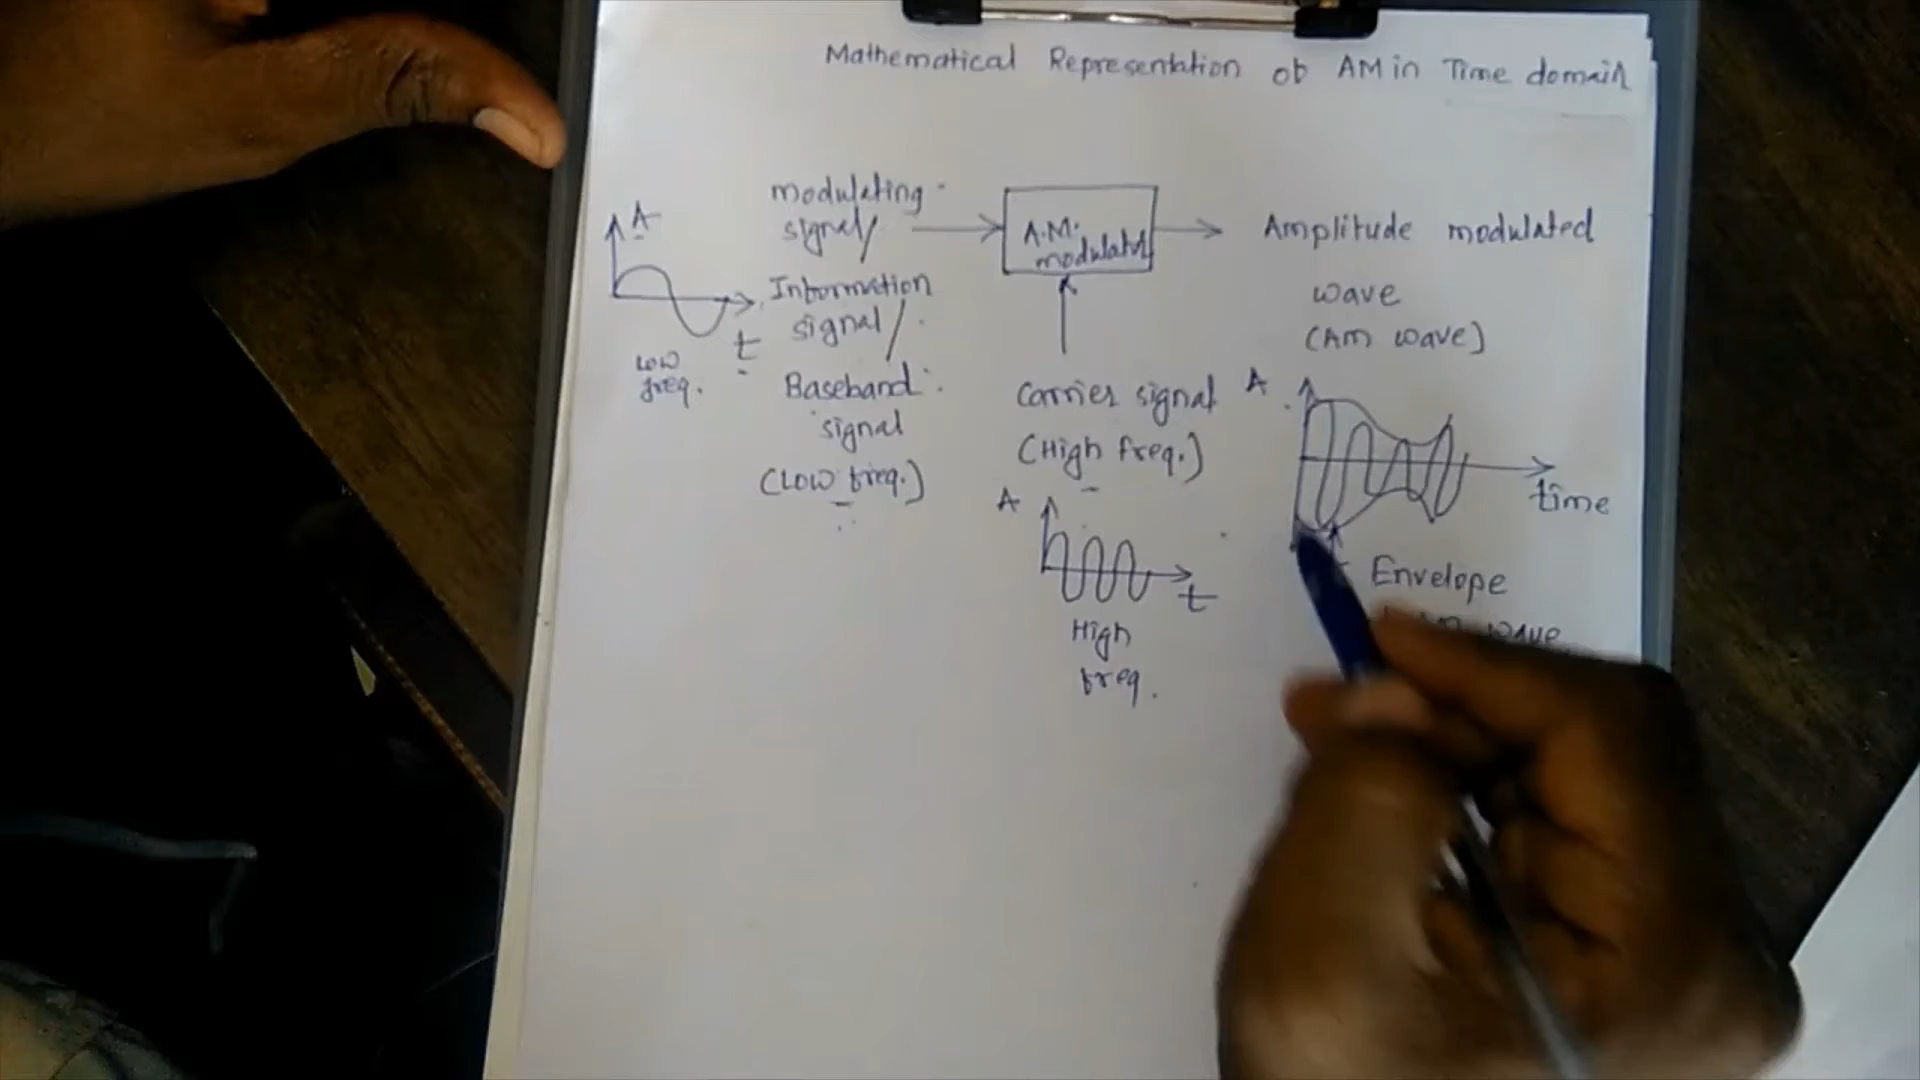 Mathematical Representation of AM in Time domain
modulating
signal/
Information
signal/
Baseband
signal
(Low freq.)
A
t
Low
freq.
A.M.
modulator
Carrier signal
(High freq.)
A
t
High
freq.
Amplitude modulated
wave
(AM wave)
A
time
Envelope
wave